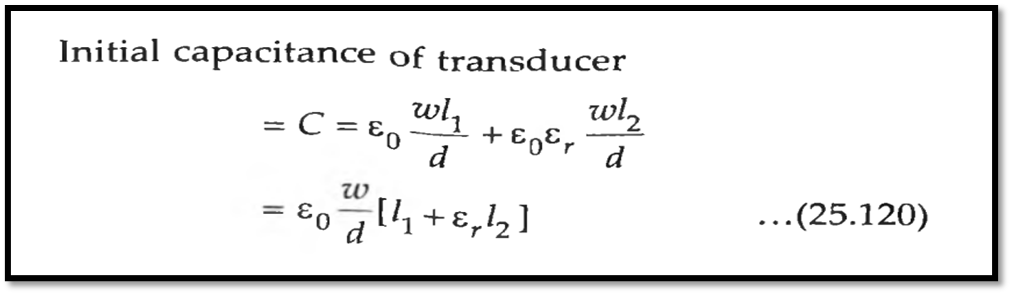 Initial capacitance of transducer
= C = ε₀ wl₁/d + ε₀εᵣ wl₂/d
= ε₀ w/d [l₁ + εᵣl₂] ...(25.120)